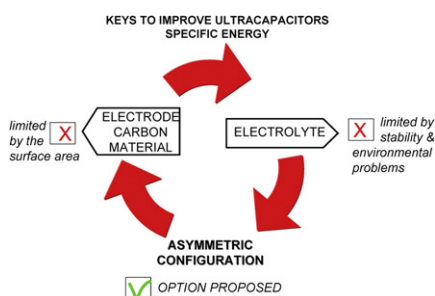 KEYS TO IMPROVE ULTRACAPACITORS
SPECIFIC ENERGY
limited
by the
surface area
X
ELECTRODE
CARBON
MATERIAL
ELECTROLYTE
X
limited by
stability &
environmental
problems
ASYMMETRIC
CONFIGURATION
OPTION PROPOSED